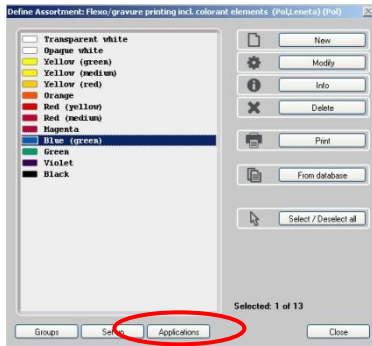 Define Assortment: Flexo/gravure printing incl. colorant elements (Pol,Leneta) (Pol)
Transparent white
Opaque white
Yellow (green)
Yellow (medium)
Yellow (red)
Orange
Red (yellow)
Red (medium)
Magenta
Blue (green)
Green
Violet
Black
New
Modify
Info
Delete
Print
From database
Select / Deselect all
Selected: 1 of 13
Groups
Applications
Close